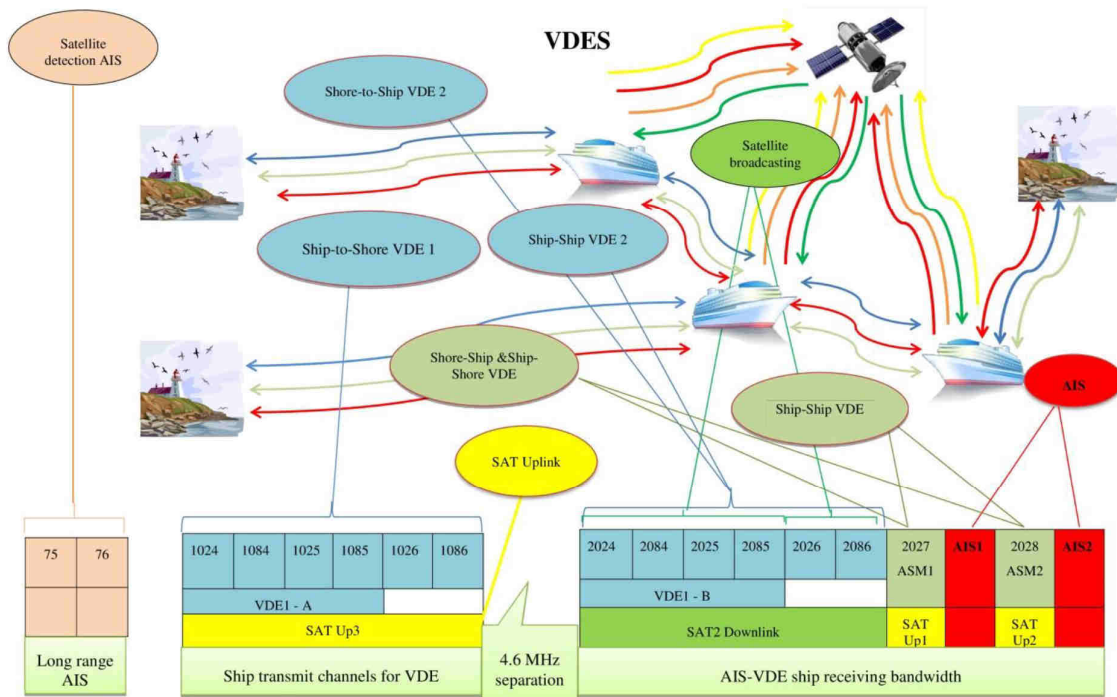 VDES
Satellite
detection AIS
Shore-to-Ship VDE 2
Satellite
broadcasting
Ship-to-Shore VDE 1
Ship-Ship VDE 2
Shore-Ship &Ship-
Shore VDE
Ship-Ship VDE
AIS
SAT Uplink
75 76
1024 1084 1025 1085 1026 1086
2024 2084 2025 2085 2026 2086 2027 AIS1 2028 AIS2
ASM1 ASM2
VDE1 - A
VDE1 - B
SAT Up3
SAT2 Downlink
SAT
Up1
SAT
Up2
Long range
AIS
Ship transmit channels for VDE
4.6 MHz
separation
AIS-VDE ship receiving bandwidth